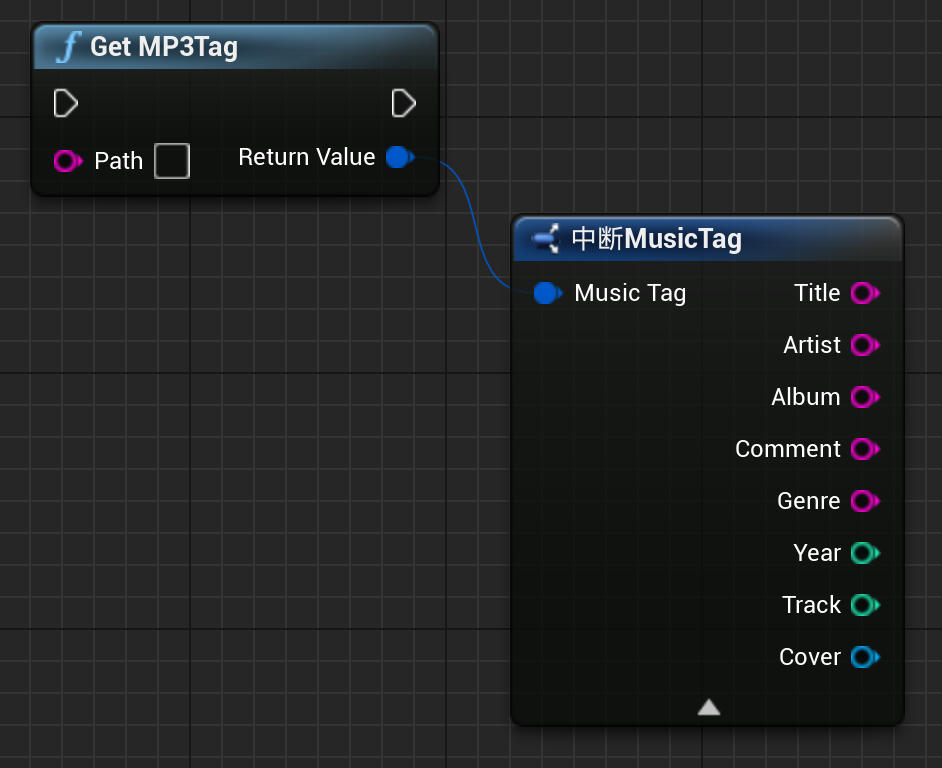 Get MP3Tag
Path
Return Value
中断MusicTag
Music Tag
Title
Artist
Album
Comment
Genre
Year
Track
Cover